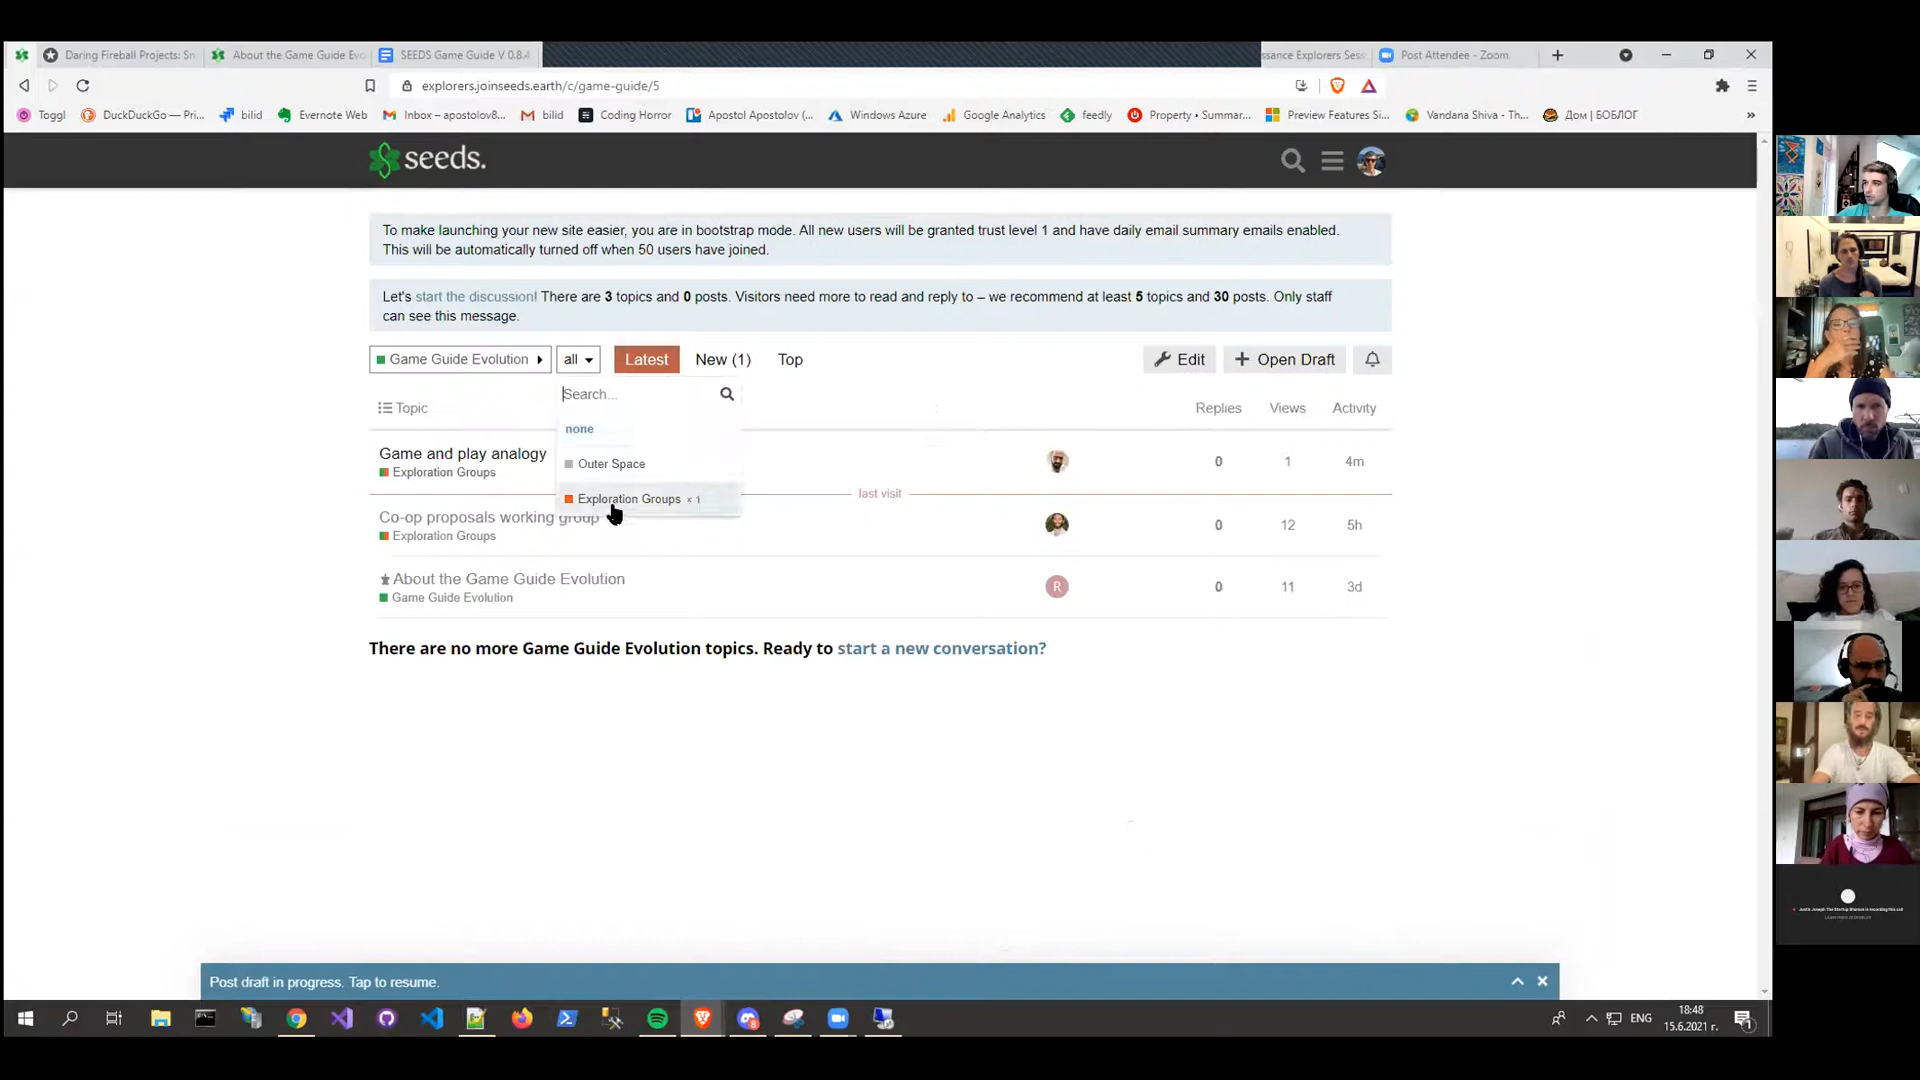 Daring Fireball Projects: Sn
About the Game Guide Evo
SEEDS Game Guide V 0.8.4
ssance Explorers Sess
Post Attendee - Zoom
explorers.joinseeds.earth/c/game-guide/5
Toggl
DuckDuckGo — Pri...
bilid
Evernote Web
Inbox – apostolov8...
bilid
Coding Horror
Apostol Apostolov (...
Windows Azure
Google Analytics
feedly
Property • Summar...
Preview Features Si...
Vandana Shiva - Th...
Дом | БОБЛОГ
»
seeds.
To make launching your new site easier, you are in bootstrap mode. All new users will be granted trust level 1 and have daily email summary emails enabled.
This will be automatically turned off when 50 users have joined.
Let's start the discussion! There are 3 topics and 0 posts. Visitors need more to read and reply to – we recommend at least 5 topics and 30 posts. Only staff
can see this message.
Game Guide Evolution
all
Latest
New (1)
Top
Edit
Open Draft
Search...
none
Outer Space
Exploration Groups × 1
Topic
Replies
Views
Activity
Game and play analogy
Exploration Groups
0
1
4m
last visit
Co-op proposals working group
Exploration Groups
0
12
5h
About the Game Guide Evolution
Game Guide Evolution
R
0
11
3d
There are no more Game Guide Evolution topics. Ready to start a new conversation?
Post draft in progress. Tap to resume.
ENG
18:48
15.6.2021 г.